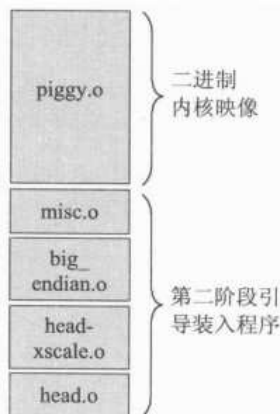 piggy.o
二进制
内核映像
misc.o
big_
endian.o
head-
xscale.o
head.o
第二阶段引
导装入程序